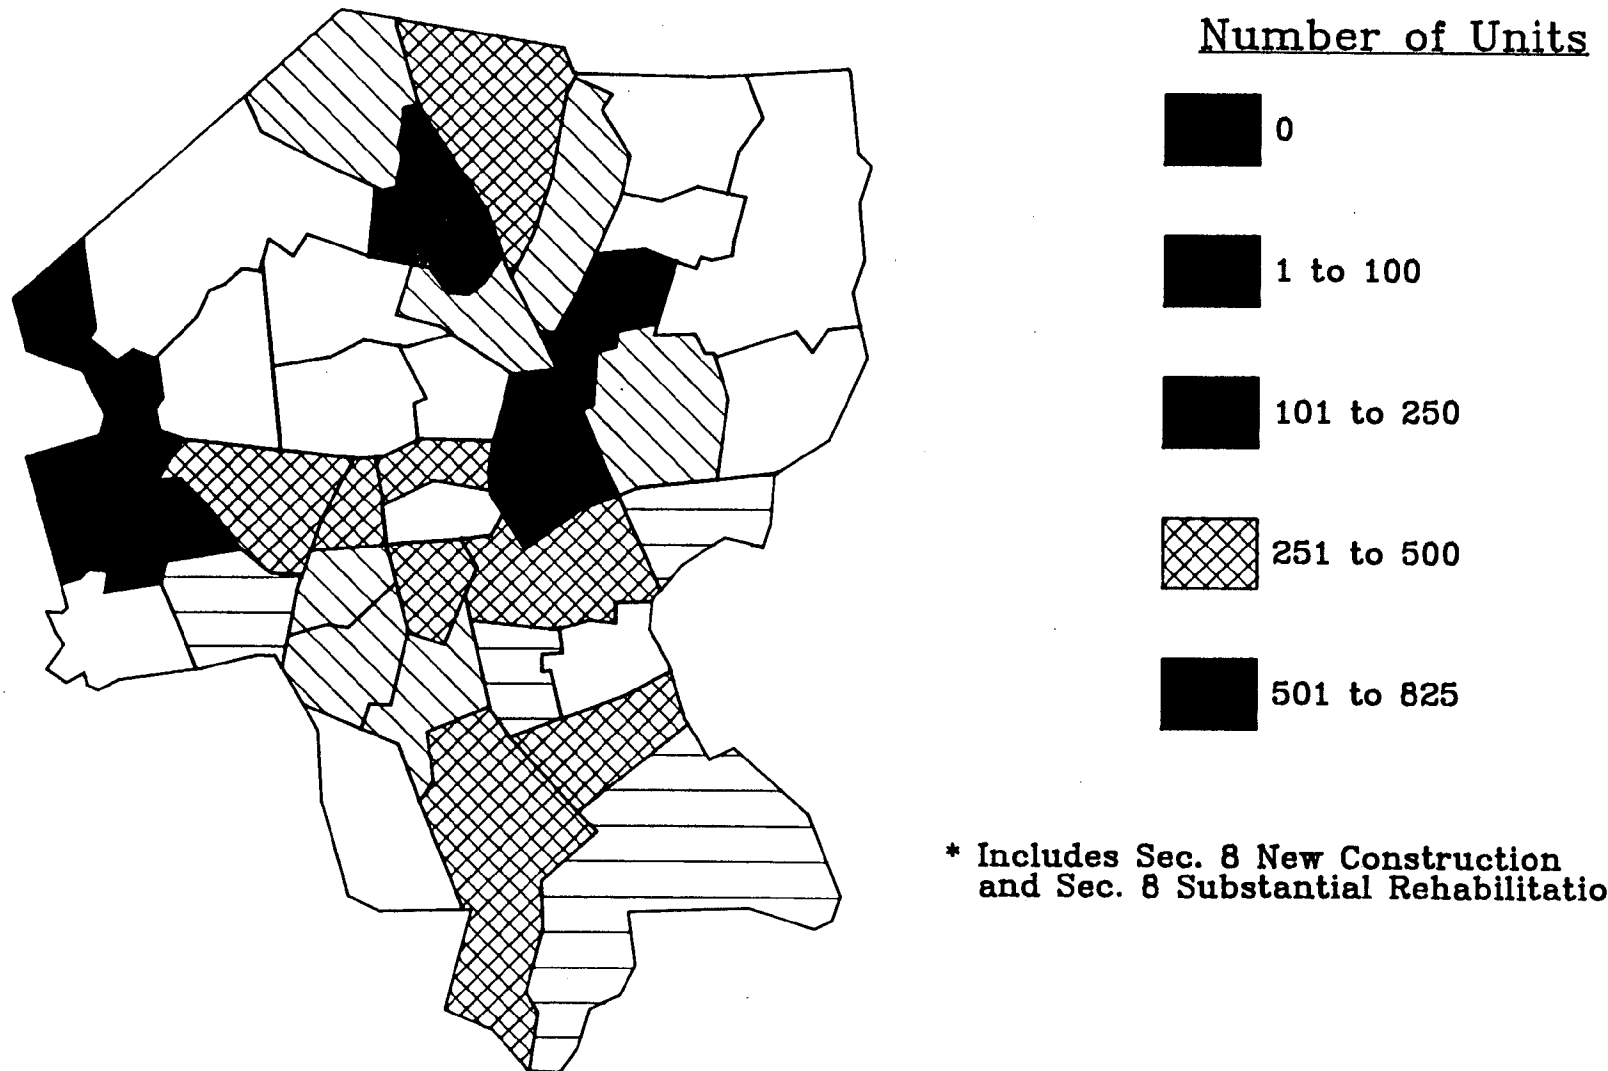 Number of Units
0
1 to 100
101 to 250
251 to 500
501 to 825
* Includes Sec. 8 New Construction
and Sec. 8 Substantial Rehabilitatio